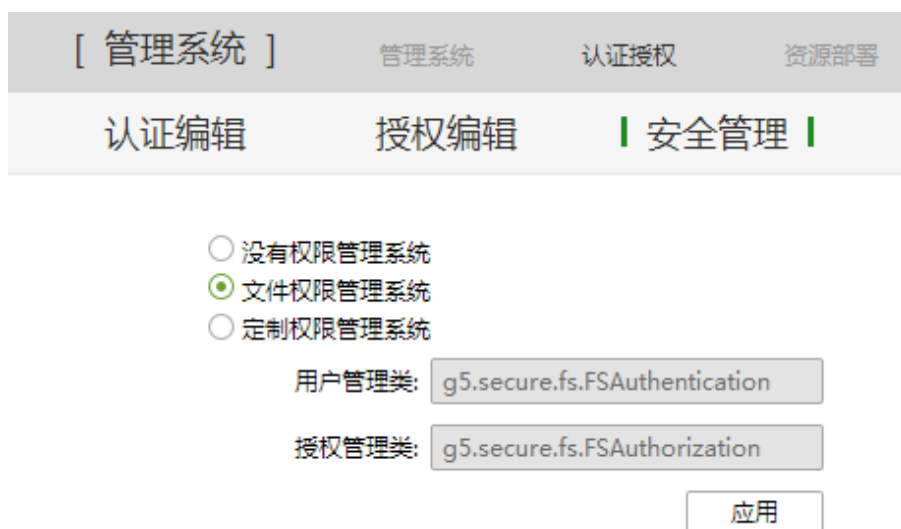 [ 管理系统 ] 管理系统 认证授权 资源部署
认证编辑 授权编辑 安全管理
没有权限管理系统
文件权限管理系统
定制权限管理系统
用户管理类: g5.secure.fs.FSAuthentication
授权管理类: g5.secure.fs.FSAuthorization
应用